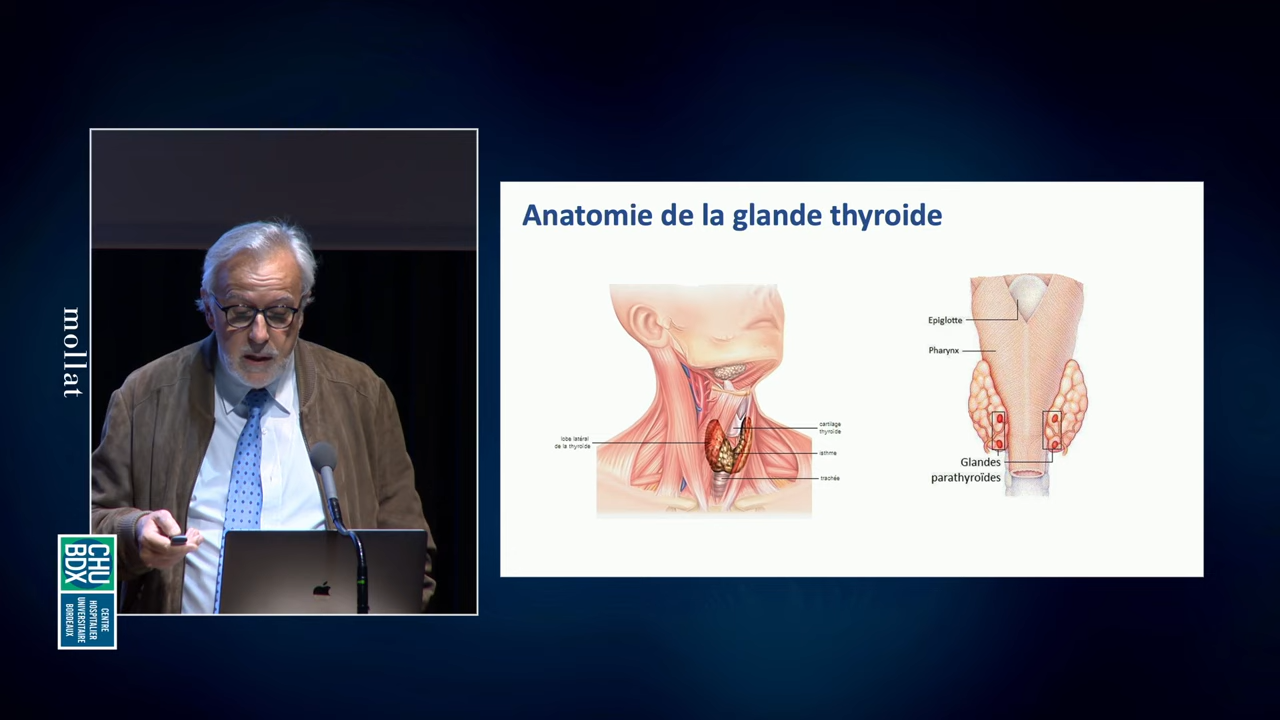 mollat
CHU
BDX
CENTRE
HOSPITALIER
UNIVERSITAIRE
BORDEAUX
Anatomie de la glande thyroide
lobe latéral
de la thyroïde
cartilage
thyroïde
isthme
trachée
Epiglotte
Pharynx
Glandes
parathyroïdes